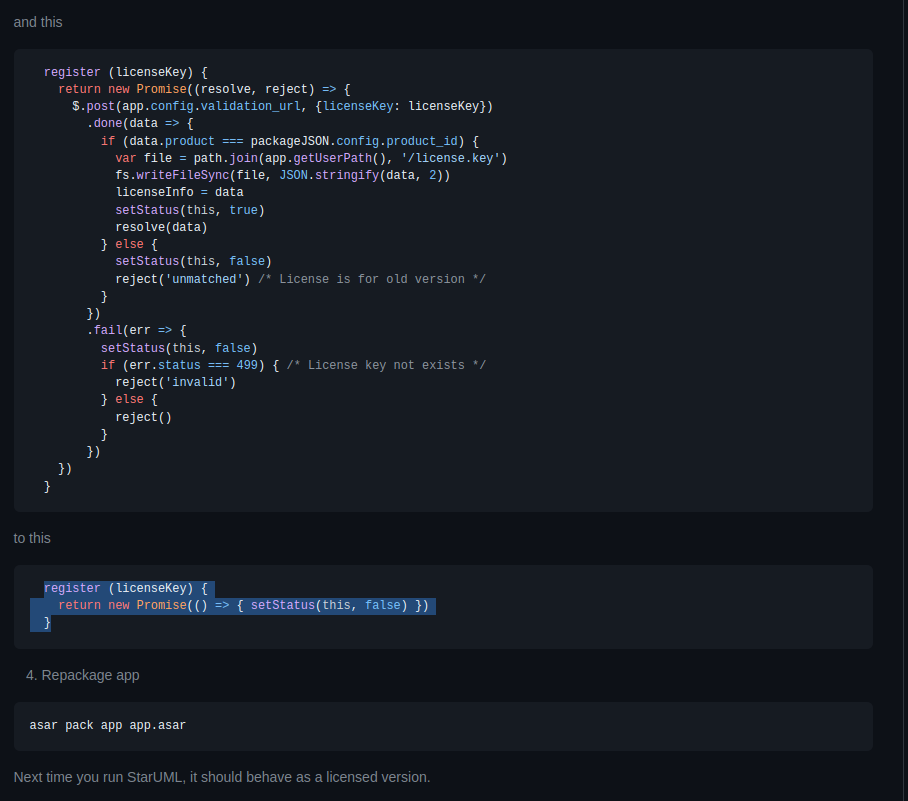 and this
register (licenseKey) {
return new Promise((resolve, reject) => {
$.post(app.config.validation_url, {licenseKey: licenseKey})
.done(data => {
if (data.product === packageJSON.config.product_id) {
var file = path.join(app.getUserPath(), '/license.key')
fs.writeFileSync(file, JSON.stringify(data, 2))
licenseInfo = data
setStatus(this, true)
resolve(data)
} else {
setStatus(this, false)
reject('unmatched') /* License is for old version */
}
})
.fail(err => {
setStatus(this, false)
if (err.status === 499) { /* License key not exists */
reject('invalid')
} else {
reject()
}
})
})
}
to this
register (licenseKey) {
return new Promise(() => { setStatus(this, false) })
}
4. Repackage app
asar pack app app.asar
Next time you run StarUML, it should behave as a licensed version.